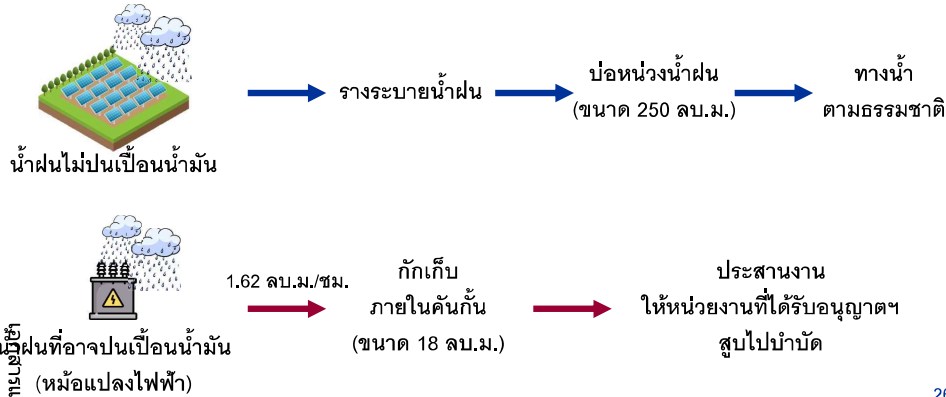 รางระบายน้ำฝน
บ่อหน่วงน้ำฝน
(ขนาด 250 ลบ.ม.)
ทางน้ำ
ตามธรรมชาติ
น้ำฝนไม่ปนเปื้อนน้ำมัน
1.62 ลบ.ม./ชม.
กักเก็บ
ภายในคันกั้น
(ขนาด 18 ลบ.ม.)
ประสานงาน
ให้หน่วยงานที่ได้รับอนุญาตฯ
สูบไปบำบัด
น้ำฝนที่อาจปนเปื้อนน้ำมัน
(หม้อแปลงไฟฟ้า)
26